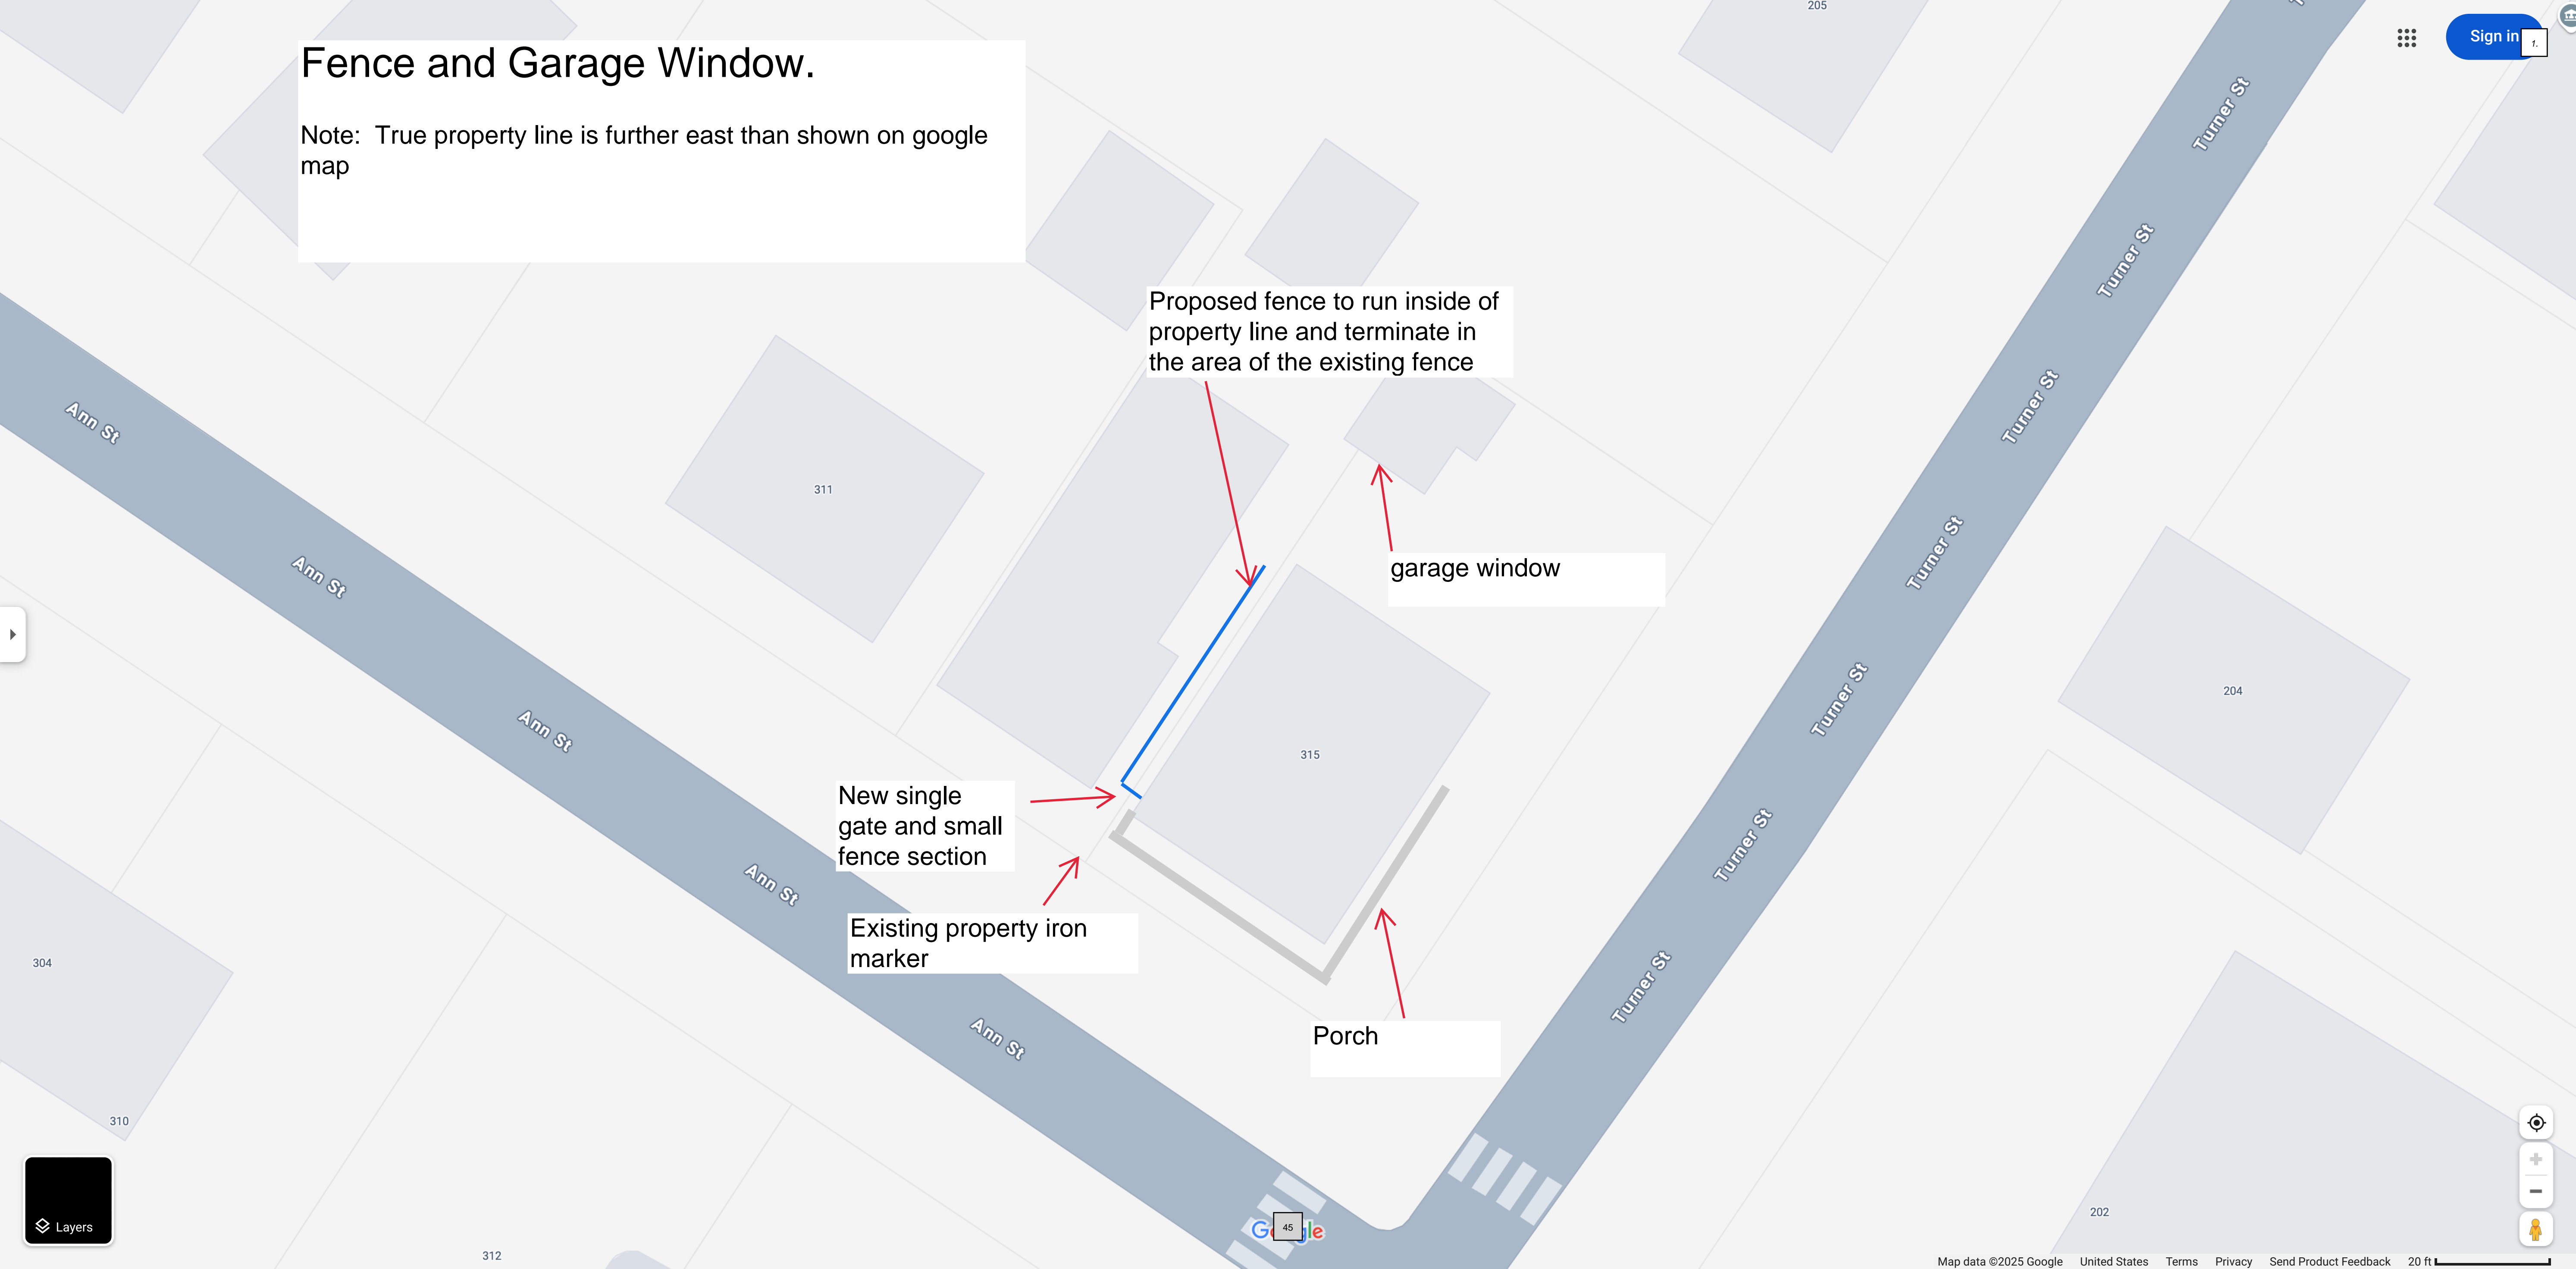 205
Sign in
1.
Fence and Garage Window.
Note:  True property line is further east than shown on google
map
Turner St
Turner St
Turner St
Turner St
Turner St
Turner St
Turner St
Proposed fence to run inside of
property line and terminate in
the area of the existing fence
Ann St
311
garage window
Ann St
Ann St
204
315
New single
gate and small
fence section
Ann St
Existing property iron
marker
304
Porch
Ann St
310
202
Layers
45
Google
312
Map data ©2025 Google
United States
Terms
Privacy
Send Product Feedback
20 ft